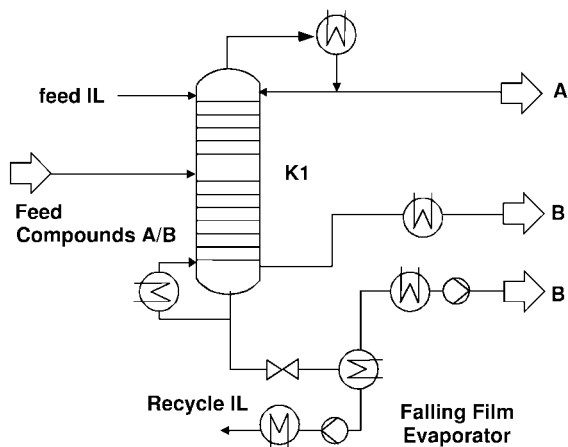 feed IL
A
K1
Feed
Compounds A/B
B
B
Recycle IL
Falling Film
Evaporator